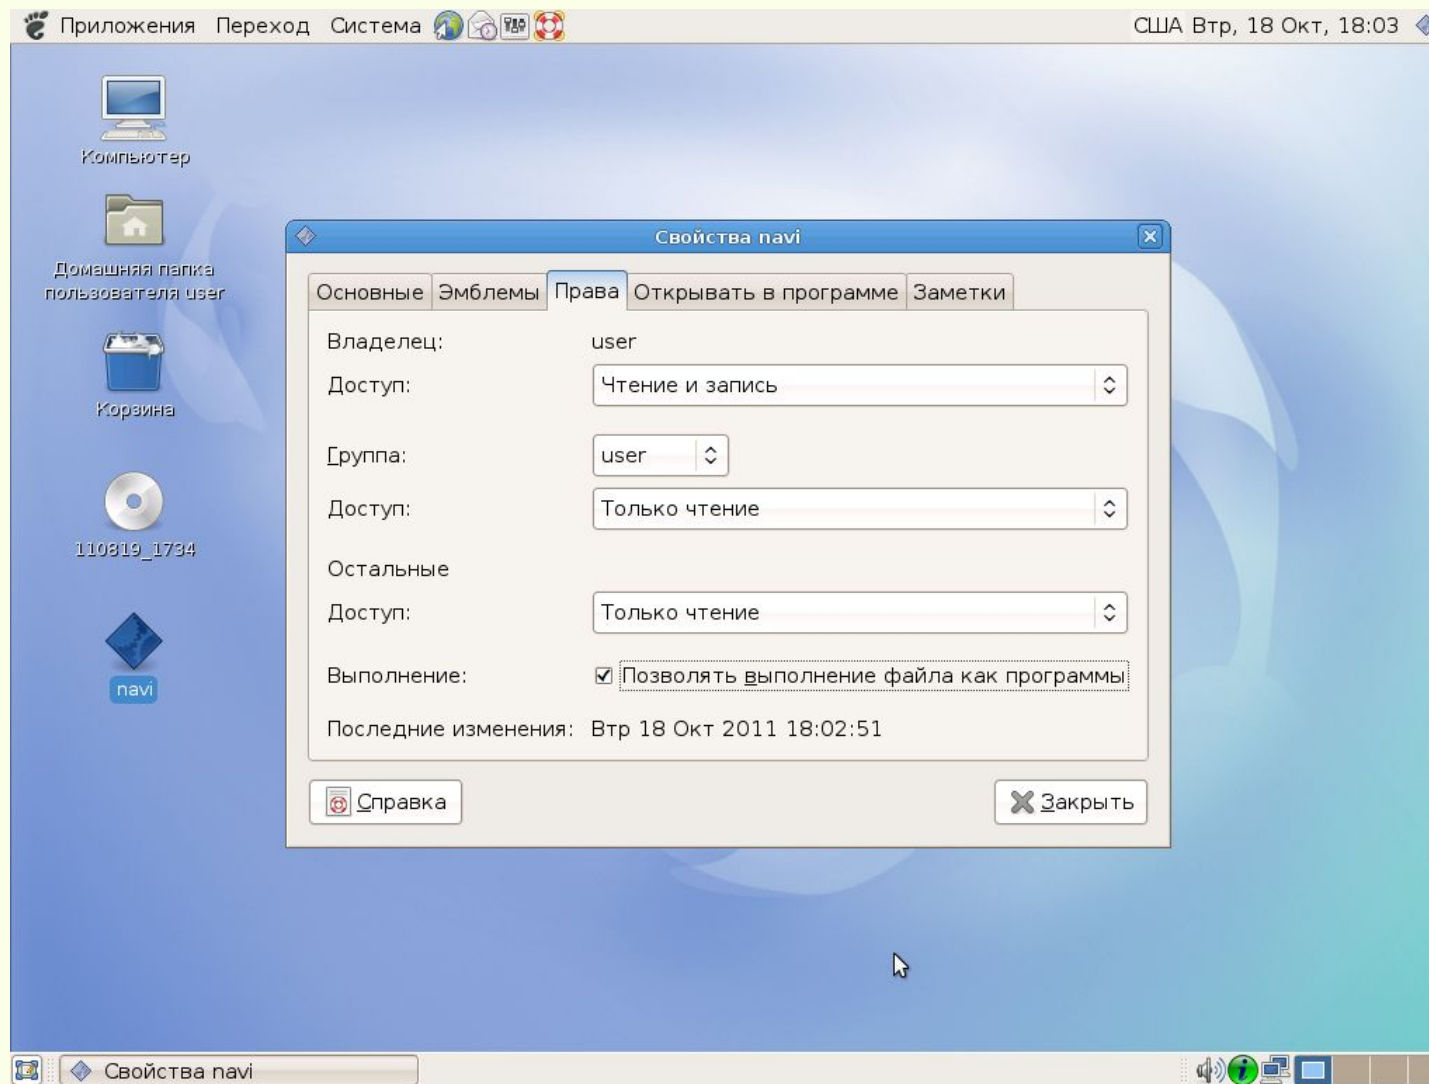 Приложения Переход Система США Втр, 18 Окт, 18:03
Компьютер
Домашняя папка
пользователя user
Корзина
110819_1734
navi
Свойства navi
Основные Эмблемы Права Открывать в программе Заметки
Владелец: user
Доступ: Чтение и запись
Группа: user
Доступ: Только чтение
Остальные
Доступ: Только чтение
Выполнение: Позволять выполнение файла как программы
Последние изменения: Втр 18 Окт 2011 18:02:51
Справка Закрыть
Свойства navi